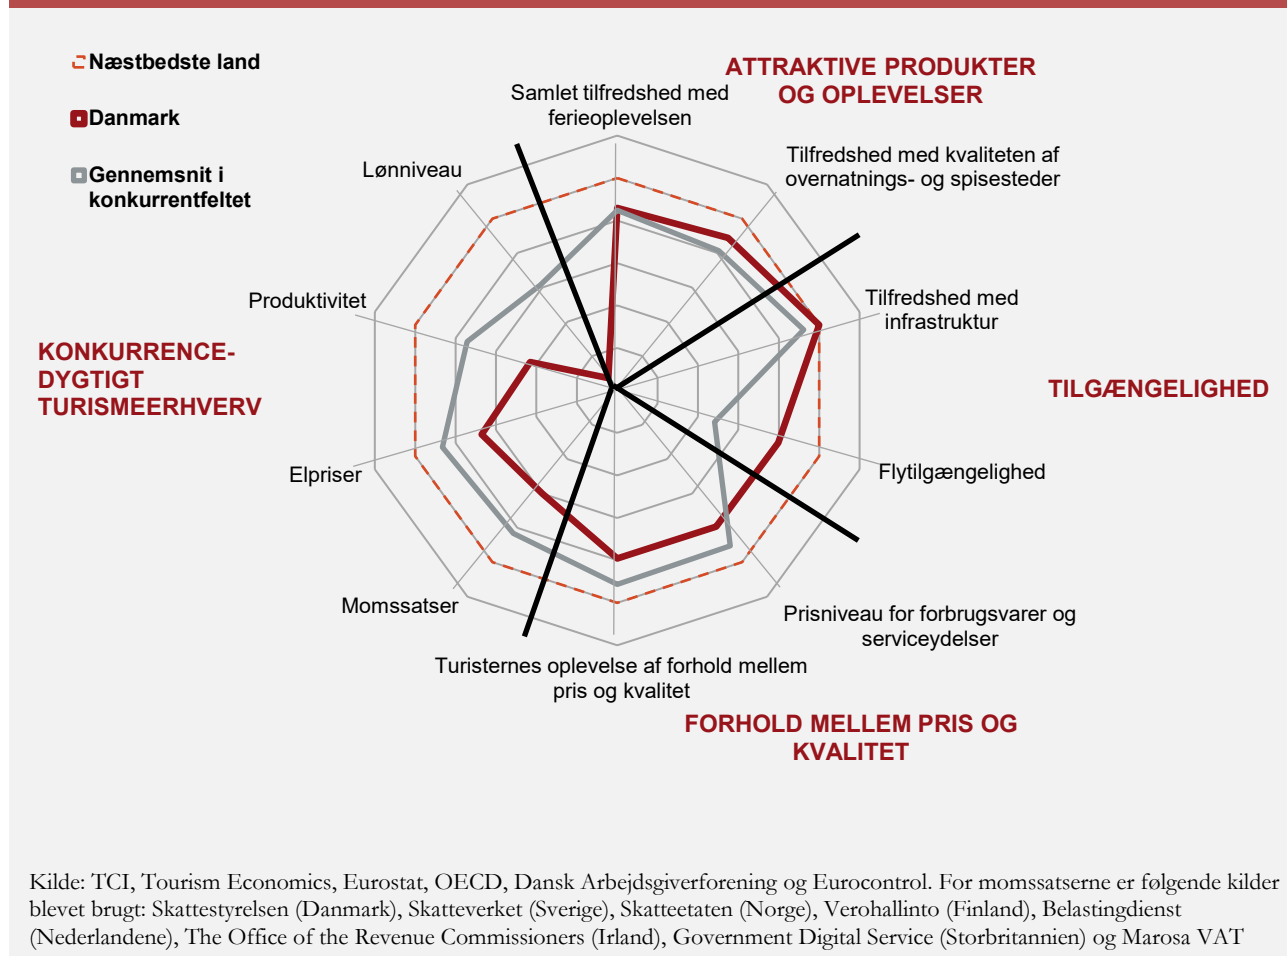 Næstbedste land
Danmark
Gennemsnit i
konkurrentfeltet
ATTRAKTIVE PRODUKTER
OG OPLEVELSER
Samlet tilfredshed med
ferieoplevelsen
Tilfredshed med kvaliteten af
overnatnings- og spisesteder
Lønniveau
Produktivitet
Tilfredshed med
infrastruktur
KONKURRENCE-
DYGTIGT
TURISMEERHVERV
TILGÆNGELIGHED
Elpriser
Flytilgængelighed
Momssatser
Prisniveau for forbrugsvarer og
serviceydelser
Turisternes oplevelse af forhold mellem
pris og kvalitet
FORHOLD MELLEM PRIS OG
KVALITET
Kilde: TCI, Tourism Economics, Eurostat, OECD, Dansk Arbejdsgiverforening og Eurocontrol. For momssatserne er følgende kilder
blevet brugt: Skattestyrelsen (Danmark), Skatteverket (Sverige), Skatteetaten (Norge), Verohallinto (Finland), Belastingdienst
(Nederlandene), The Office of the Revenue Commissioners (Irland), Government Digital Service (Storbritannien) og Marosa VAT